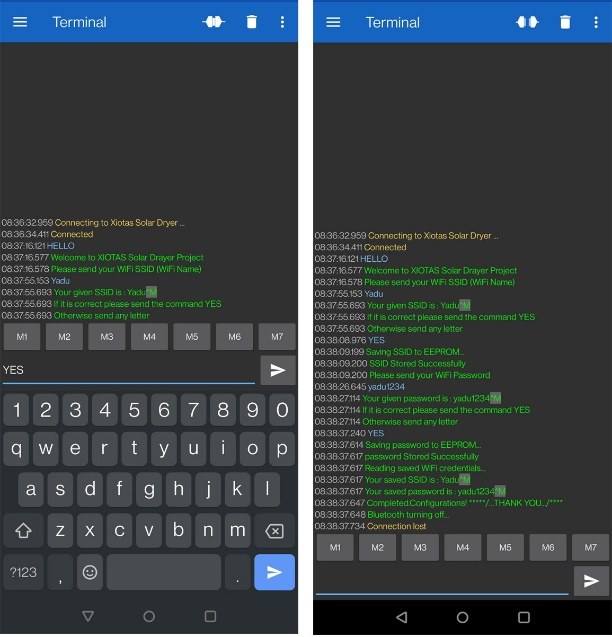 Terminal
08:36:32.959 Connecting to Xiotas Solar Dryer ...
08:36:34.411 Connected
08:37:16.121 HELLO
08:37:16.577 Welcome to XIOTAS Solar Drayer Project
08:37:16.578 Please send your WiFi SSID (WiFi Name)
08:37:55.153 Yadu
08:37:55.693 Your given SSID is : Yadu^M
08:37:55.693 If it is correct please send the command YES
08:37:55.693 Otherwise send any letter
M1 M2 M3 M4 M5 M6 M7
YES
1 2 3 4 5 6 7 8 9 0
q w e r t y u i o p
a s d f g h j k l
z x c v b n m
?123 , .
Terminal
08:36:32.959 Connecting to Xiotas Solar Dryer ...
08:36:34.411 Connected
08:37:16.121 HELLO
08:37:16.577 Welcome to XIOTAS Solar Drayer Project
08:37:16.578 Please send your WiFi SSID (WiFi Name)
08:37:55.153 Yadu
08:37:55.693 Your given SSID is : Yadu^M
08:37:55.693 If it is correct please send the command YES
08:37:55.693 Otherwise send any letter
08:38:08.976 YES
08:38:09.199 Saving SSID to EEPROM...
08:38:09.200 SSID Stored Successfully
08:38:09.200 Please send your WiFi Password
08:38:26.645 yadu1234
08:38:27.114 Your given password is : yadu1234^M
08:38:27.114 If it is correct please send the command YES
08:38:27.114 Otherwise send any letter
08:38:37.240 YES
08:38:37.614 Saving password to EEPROM...
08:38:37.617 password Stored Successfully
08:38:37.617 Reading saved WiFi credentials...
08:38:37.617 Your saved SSID is : Yadu^M
08:38:37.617 Your saved password is : yadu1234^M
08:38:37.647 Completed.Configurations! *****/...THANK YOU.../****
08:38:37.648 Bluetooth turning off...
08:38:37.734 Connection lost
M1 M2 M3 M4 M5 M6 M7